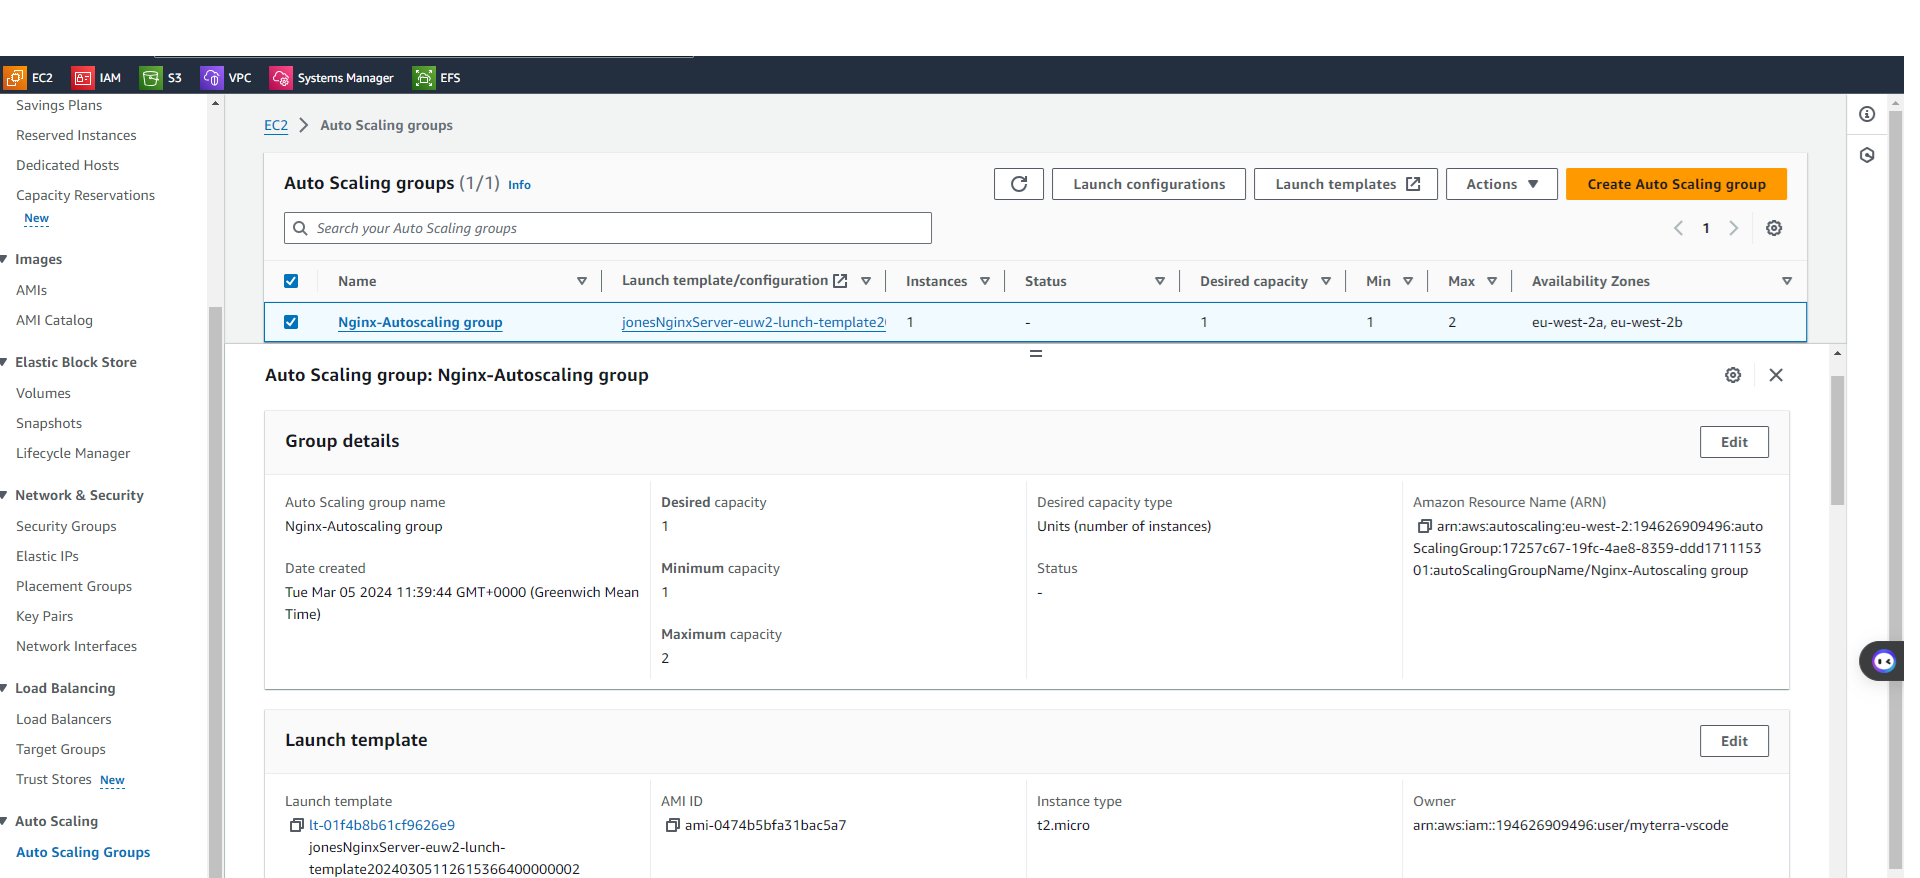 EC2 IAM S3 VPC Systems Manager EFS
Savings Plans
Reserved Instances
Dedicated Hosts
Capacity Reservations
New
Images
AMIs
AMI Catalog
Elastic Block Store
Volumes
Snapshots
Lifecycle Manager
Network & Security
Security Groups
Elastic IPs
Placement Groups
Key Pairs
Network Interfaces
Load Balancing
Load Balancers
Target Groups
Trust Stores New
Auto Scaling
Auto Scaling Groups
EC2 Auto Scaling groups
Auto Scaling groups (1/1) Info
Launch configurations Launch templates Actions Create Auto Scaling group
Search your Auto Scaling groups
1
Name Launch template/configuration Instances Status Desired capacity Min Max Availability Zones
Nginx-Autoscaling group jonesNginxServer-euw2-lunch-template2 1 - 1 1 2 eu-west-2a, eu-west-2b
Auto Scaling group: Nginx-Autoscaling group
Group details Edit
Auto Scaling group name
Nginx-Autoscaling group
Date created
Tue Mar 05 2024 11:39:44 GMT+0000 (Greenwich Mean
Time)
Desired capacity
1
Minimum capacity
1
Maximum capacity
2
Desired capacity type
Units (number of instances)
Status
-
Amazon Resource Name (ARN)
arn:aws:autoscaling:eu-west-2:194626909496:auto
ScalingGroup:17257c67-19fc-4ae8-8359-ddd1711153
01:autoScalingGroupName/Nginx-Autoscaling group
Launch template Edit
Launch template
lt-01f4b8b61cf9626e9
jonesNginxServer-euw2-lunch-
template20240305112615366400000002
AMI ID
ami-0474b5bfa31bac5a7
Instance type
t2.micro
Owner
arn:aws:iam::194626909496:user/myterra-vscode